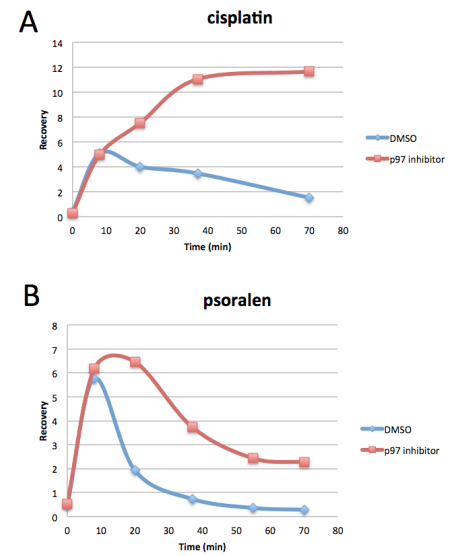 A
cisplatin
14
12
10
8
6
4
2
0
Recovery
0 10 20 30 40 50 60 70 80
Time (min)
DMSO
p97 inhibitor
B
psoralen
8
7
6
5
4
3
2
1
0
Recovery
0 10 20 30 40 50 60 70 80
Time (min)
DMSO
p97 inhibitor